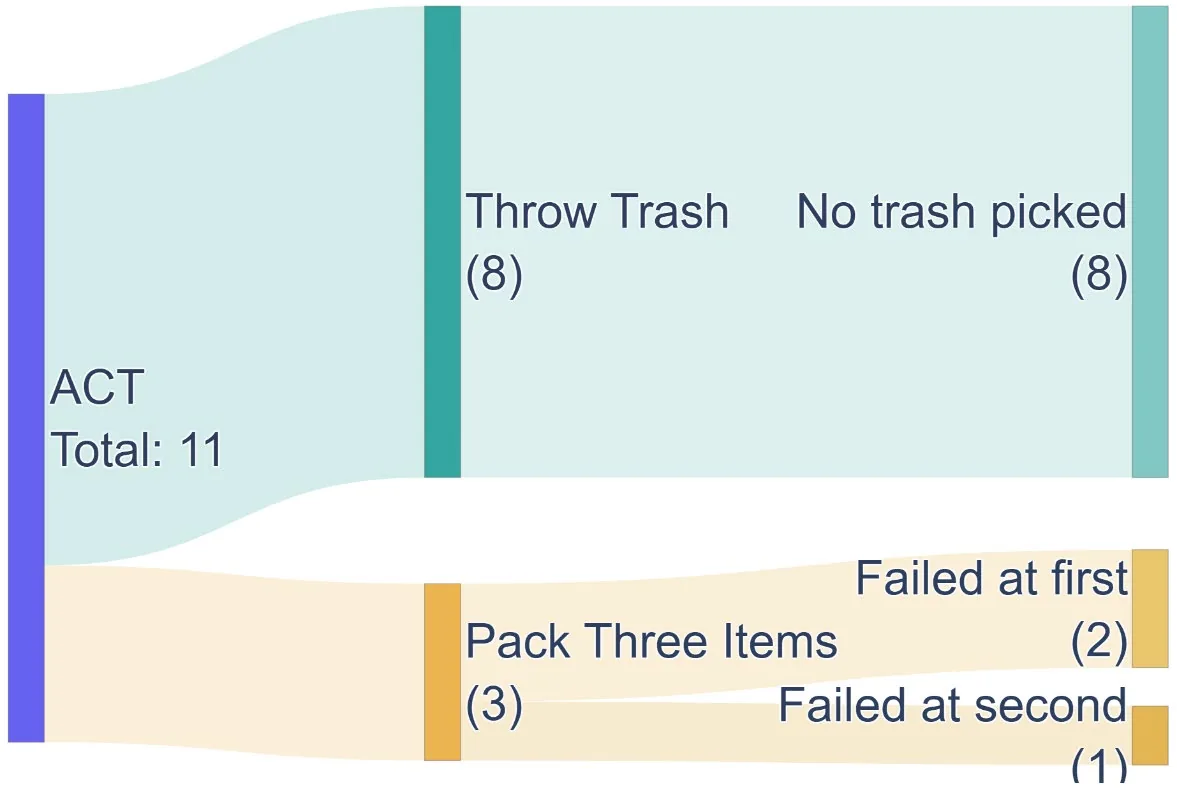 Throw Trash
(8)
No trash picked
(8)
ACT
Total: 11
Failed at first
(2)
Pack Three Items
(3)
Failed at second
(1)